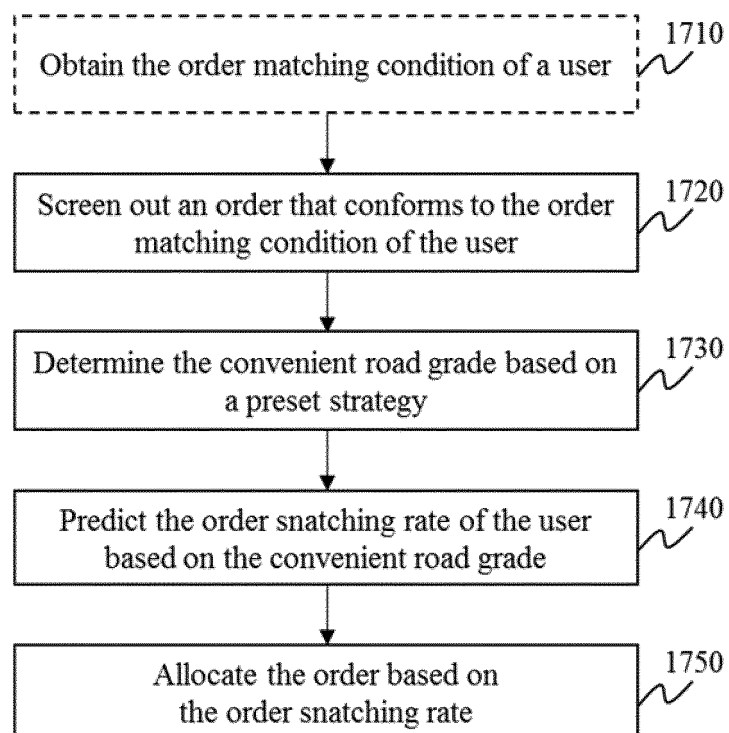 1710
Obtain the order matching condition of a user
1720
Screen out an order that conforms to the order
matching condition of the user
1730
Determine the convenient road grade based on
a preset strategy
1740
Predict the order snatching rate of the user
based on the convenient road grade
1750
Allocate the order based on
the order snatching rate